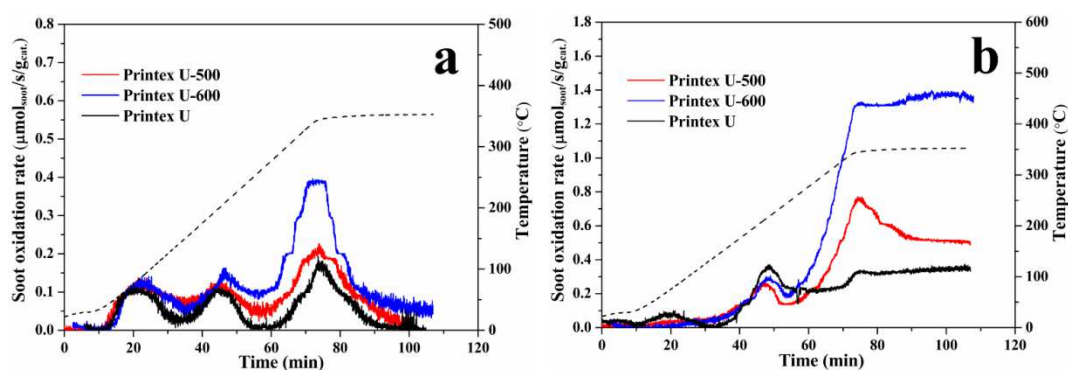 a
Printex U-500
Printex U-600
Printex U
Soot oxidation rate (μmol_soot/s/g_cat.)
0.8
0.7
0.6
0.5
0.4
0.3
0.2
0.1
0.0
0 20 40 60 80 100 120
Time (min)
500
400
300
200
100
0
Temperature (°C)
b
Printex U-500
Printex U-600
Printex U
Soot oxidation rate (μmol_soot/s/g_cat.)
1.8
1.6
1.4
1.2
1.0
0.8
0.6
0.4
0.2
0.0
0 20 40 60 80 100 120
Time (min)
600
500
400
300
200
100
0
Temperature (°C)